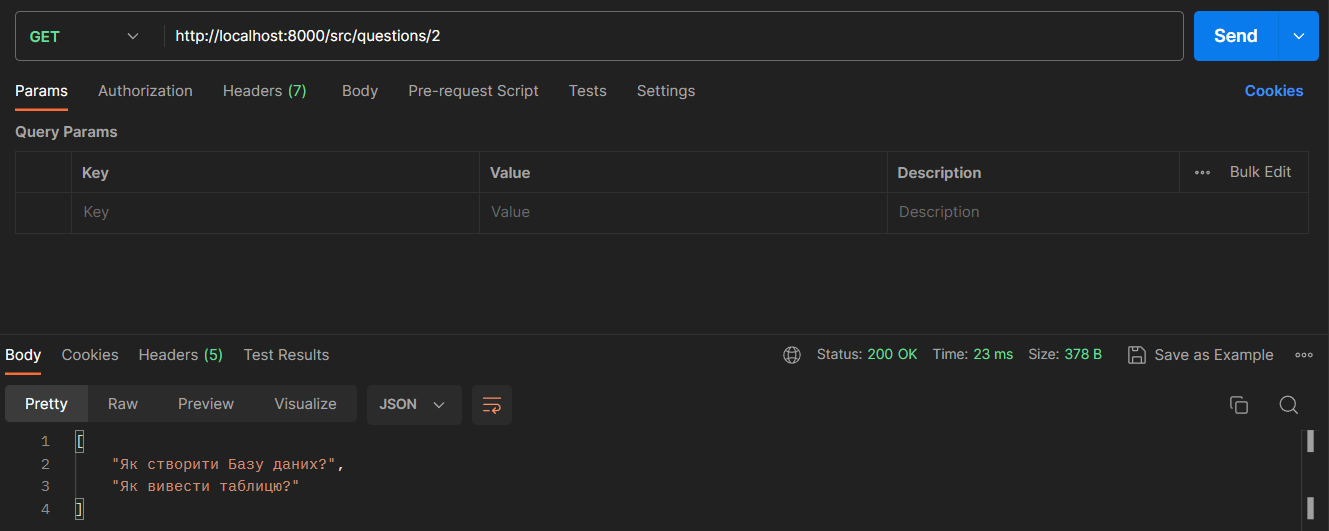 GET http://localhost:8000/src/questions/2 Send
Params Authorization Headers (7) Body Pre-request Script Tests Settings Cookies
Query Params
Key Value Description ooo Bulk Edit
Key Value Description
Body Cookies Headers (5) Test Results Status: 200 OK Time: 23 ms Size: 378 B Save as Example
Pretty Raw Preview Visualize JSON
1 [
2 "Як створити Базу даних?",
3 "Як вивести таблицю?"
4 ]